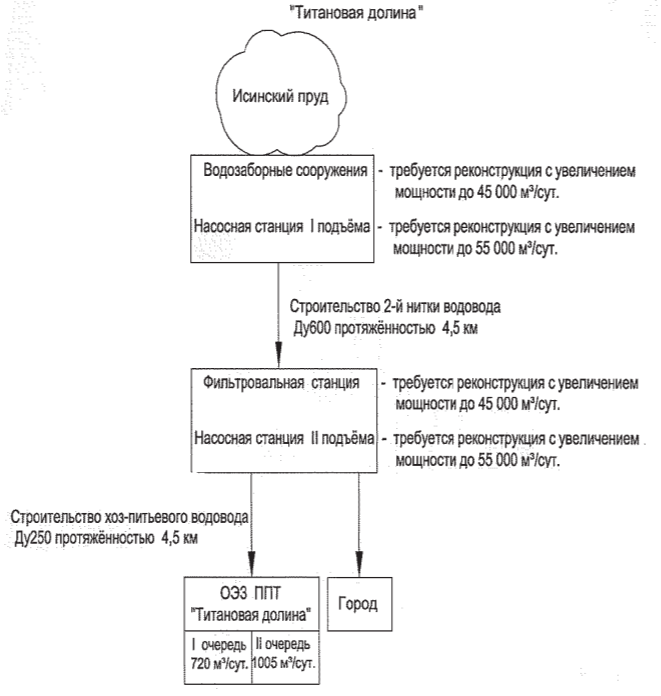 "Титановая долина"
Исинский пруд
Водозаборные сооружения - требуется реконструкция с увеличением
мощности до 45 000 м³/сут.
Насосная станция I подъёма - требуется реконструкция с увеличением
мощности до 55 000 м³/сут.
Строительство 2-й нитки водовода
Ду600 протяжённостью 4,5 км
Фильтровальная станция - требуется реконструкция с увеличением
мощности до 45 000 м³/сут.
Насосная станция II подъёма - требуется реконструкция с увеличением
мощности до 55 000 м³/сут.
Строительство хоз-питьевого водовода
Ду250 протяжённостью 4,5 км
ОЭЗ ППТ
"Титановая долина"
I очередь
720 м³/сут.
II очередь
1005 м³/сут.
Город